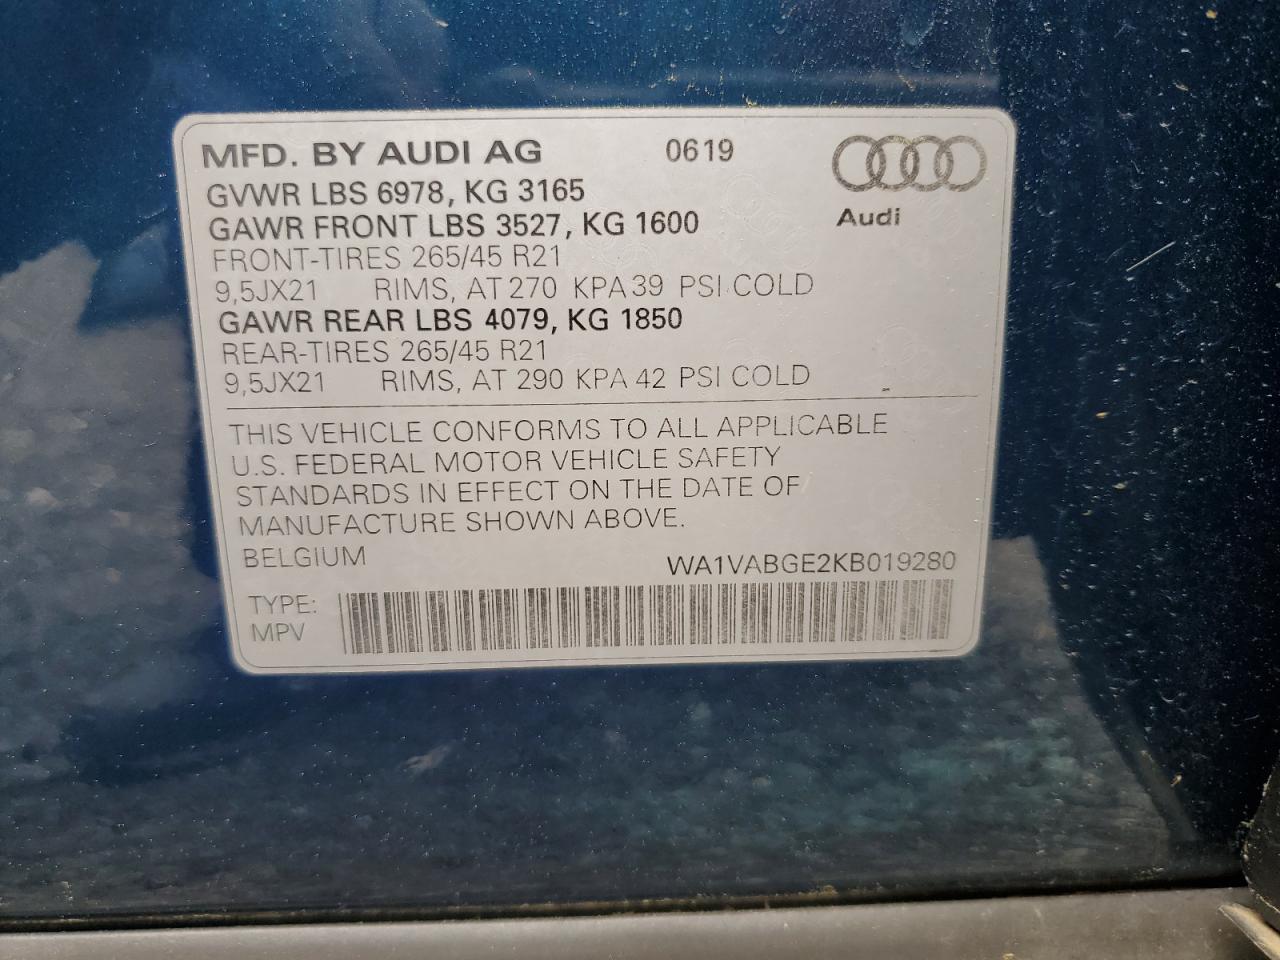 MFD. BY AUDI AG 0619
GVWR LBS 6978, KG 3165
GAWR FRONT LBS 3527, KG 1600
Audi
FRONT-TIRES 265/45 R21
9,5JX21 RIMS, AT 270 KPA 39 PSI COLD
GAWR REAR LBS 4079, KG 1850
REAR-TIRES 265/45 R21
9,5JX21 RIMS, AT 290 KPA 42 PSI COLD
THIS VEHICLE CONFORMS TO ALL APPLICABLE
U.S. FEDERAL MOTOR VEHICLE SAFETY
STANDARDS IN EFFECT ON THE DATE OF
MANUFACTURE SHOWN ABOVE.
BELGIUM WA1VABGE2KB019280
TYPE:
MPV